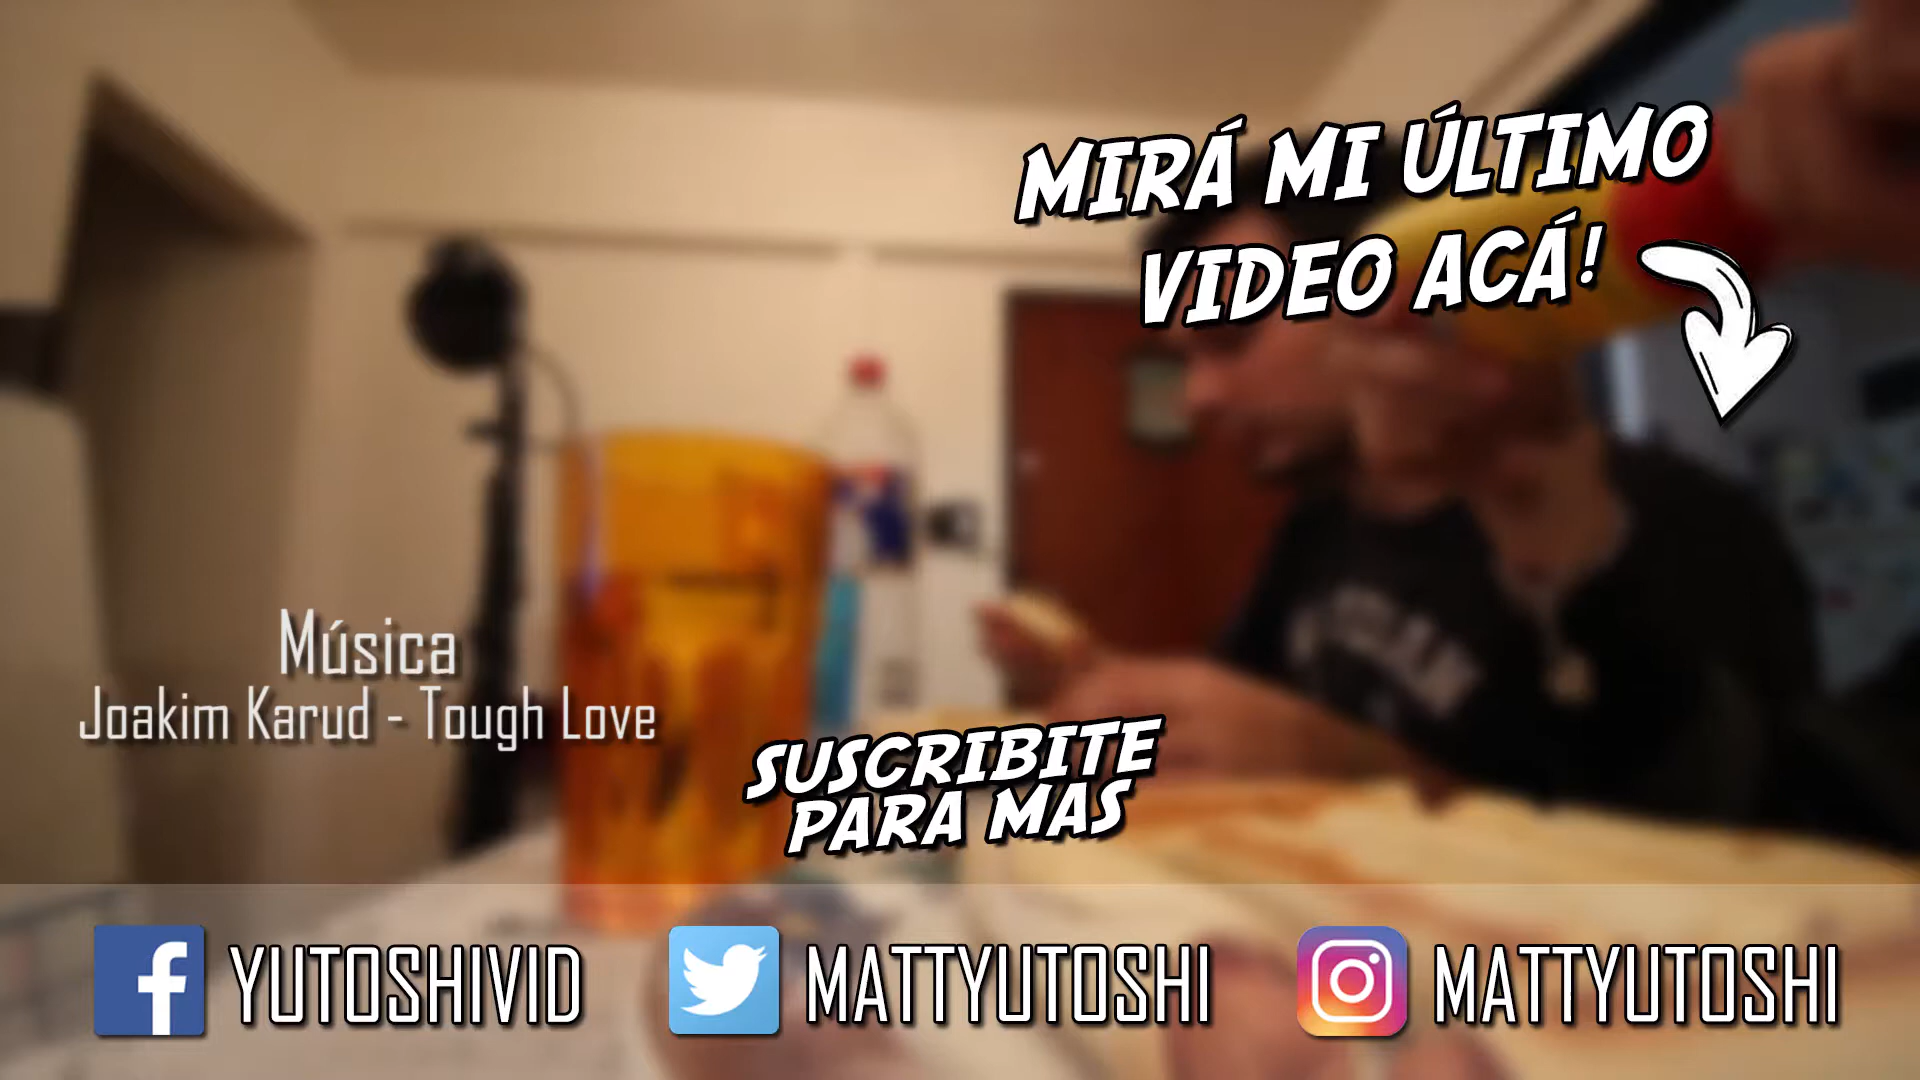 MIRÁ MI ÚLTIMO
VIDEO ACÁ!
Música
Joakim Karud - Tough Love
SUSCRIBITE
PARA MAS
YUTOSHIVID
MATTYUTOSHI
MATTYUTOSHI